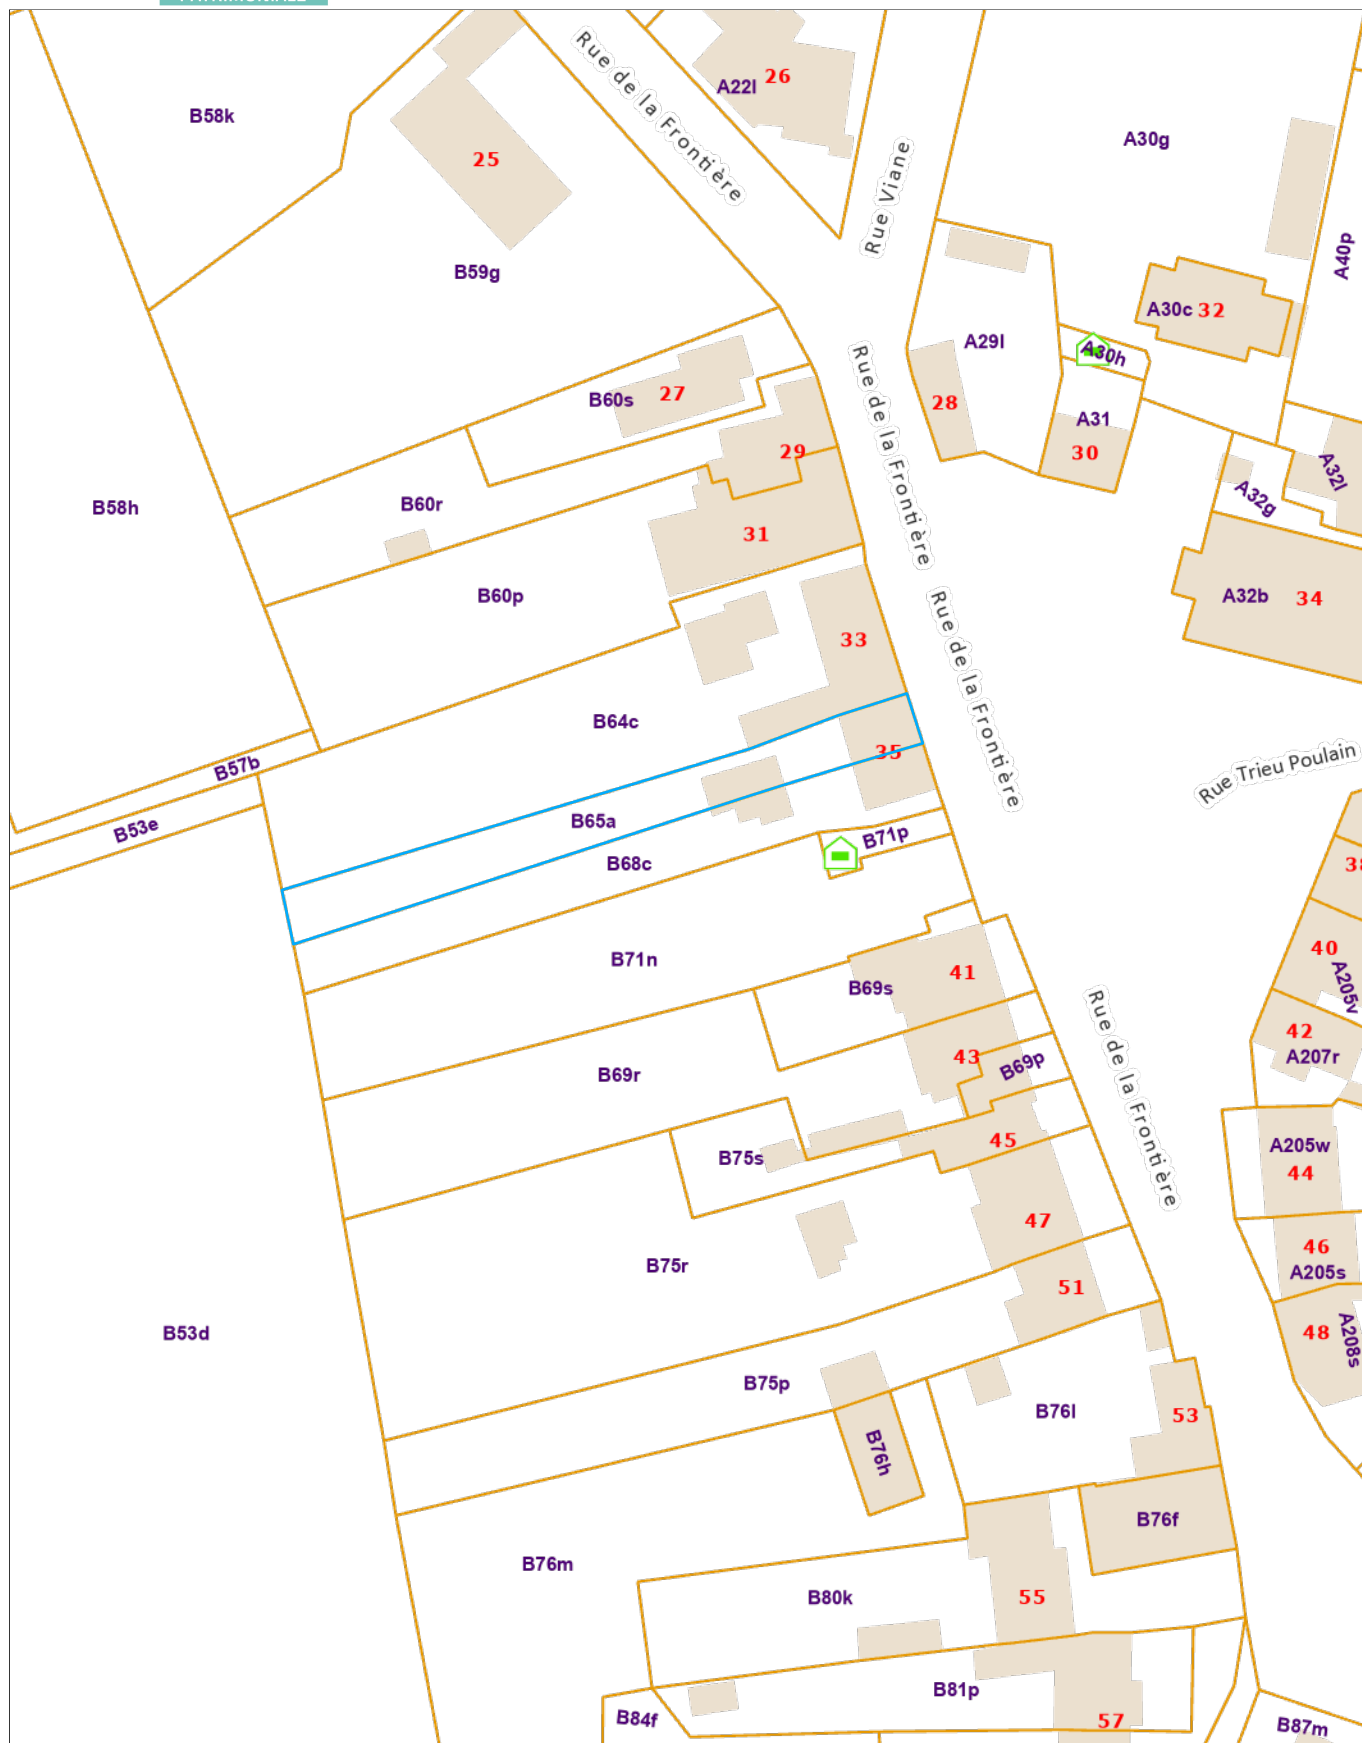 Rue de la Frontière
26
A22l
B58k
A30g
Rue Viane
25
B59g
A40p
A30c 32
A29l
A30h
B60s
27
28
A31
29
30
Rue de la Frontière
B58h
B60r
A32l
A32g
31
B60p
A32b
34
33
Rue de la Frontière
B64c
35
B57b
Rue Trieu Poulain
B65a
B53e
B71p
B68c
38
40
B71n
41
B69s
A205v
42
A207r
43
B69p
B69r
Rue de la Frontière
45
A205w
B75s
44
47
46
B75r
A205s
51
B53d
48
A208s
B75p
B76l
53
B76h
B76f
B76m
55
B80k
B81p
B84f
57
B87m